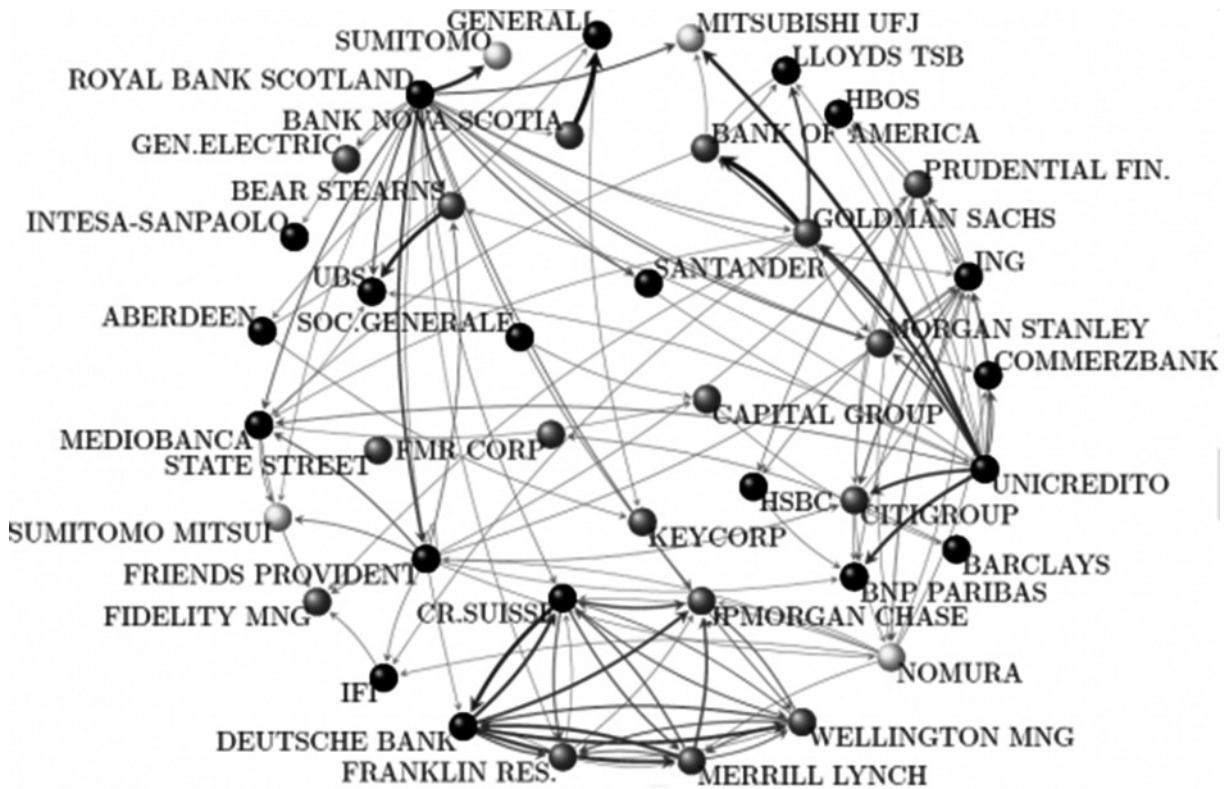 GENERALI
MITSUBISHI UFJ
SUMITOMO
LLOYDS TSB
ROYAL BANK SCOTLAND
HBOS
BANK NOVA SCOTIA
BANK OF AMERICA
GEN.ELECTRIC
PRUDENTIAL FIN.
BEAR STEARNS
GOLDMAN SACHS
INTESA-SANPAOLO
ING
SANTANDER
UBS
ABERDEEN
SOC.GENERALE
MORGAN STANLEY
COMMERZBANK
CAPITAL GROUP
MEDIOBANCA
FMR CORP
STATE STREET
UNICREDITO
HSBC
CITIGROUP
SUMITOMO MITSUI
KEYCORP
BARCLAYS
FRIENDS PROVIDENT
BNP PARIBAS
FIDELITY MNG
CR.SUISSE
JPMORGAN CHASE
NOMURA
IFI
DEUTSCHE BANK
WELLINGTON MNG
FRANKLIN RES.
MERRILL LYNCH